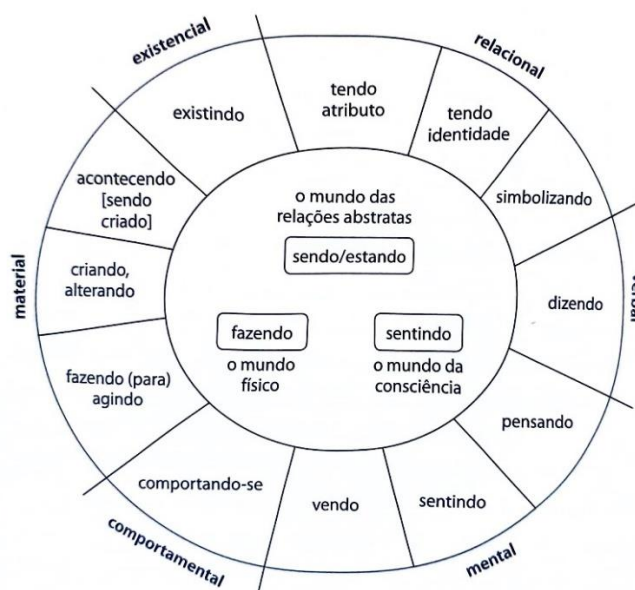 existencial
relacional
existindo
tendo
atributo
tendo
identidade
simbolizando
verbal
dizendo
pensando
mental
sentindo
vendo
comportamental
comportando-se
fazendo (para)
agindo
material
criando,
alterando
acontecendo
[sendo
criado]
o mundo das
relações abstratas
sendo/estando
fazendo
o mundo
físico
sentindo
o mundo da
consciência